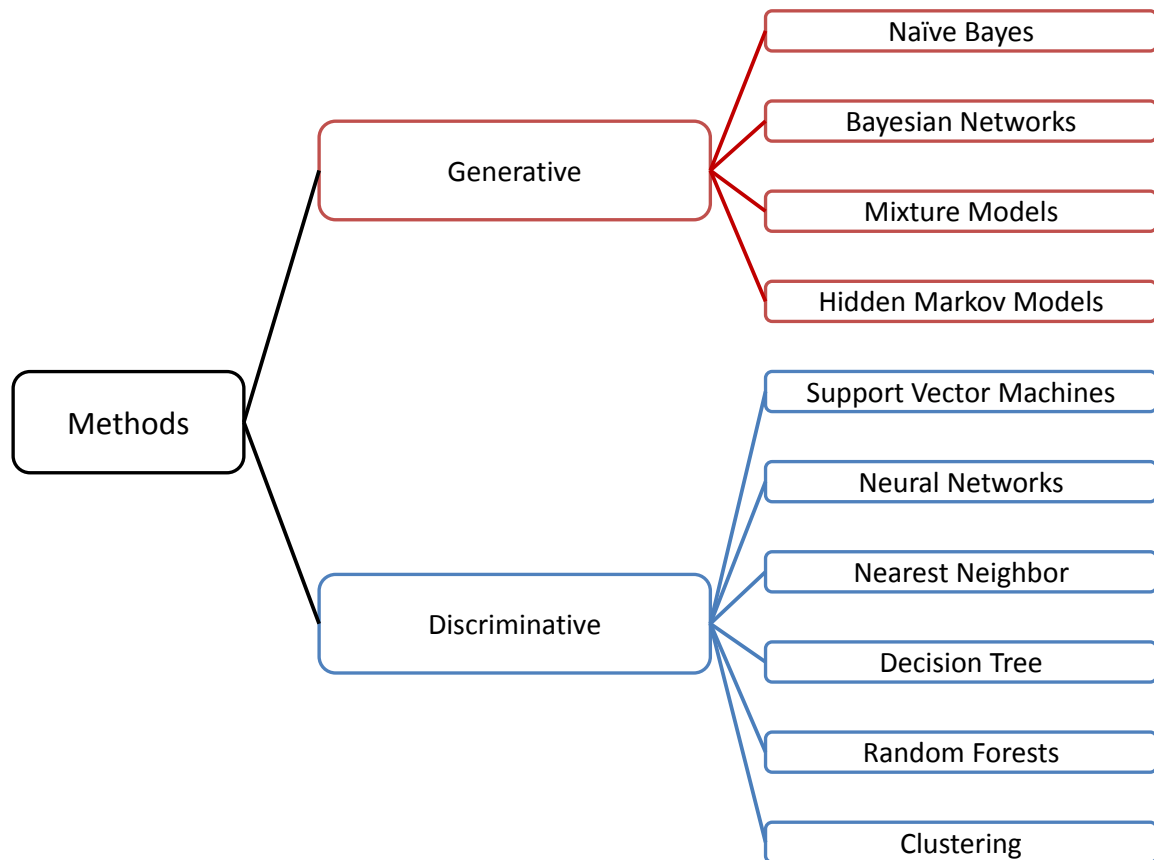 Methods
Generative
Naïve Bayes
Bayesian Networks
Mixture Models
Hidden Markov Models
Discriminative
Support Vector Machines
Neural Networks
Nearest Neighbor
Decision Tree
Random Forests
Clustering